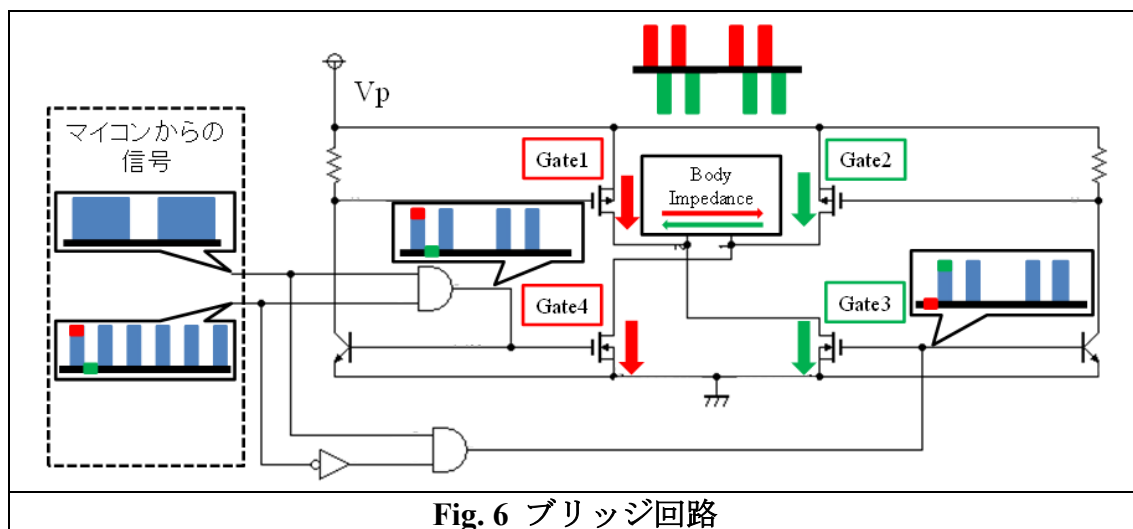 Vp
マイコンからの
信号
Gate1
Body
Impedance
Gate2
Gate4
Gate3
Fig. 6 ブリッジ回路